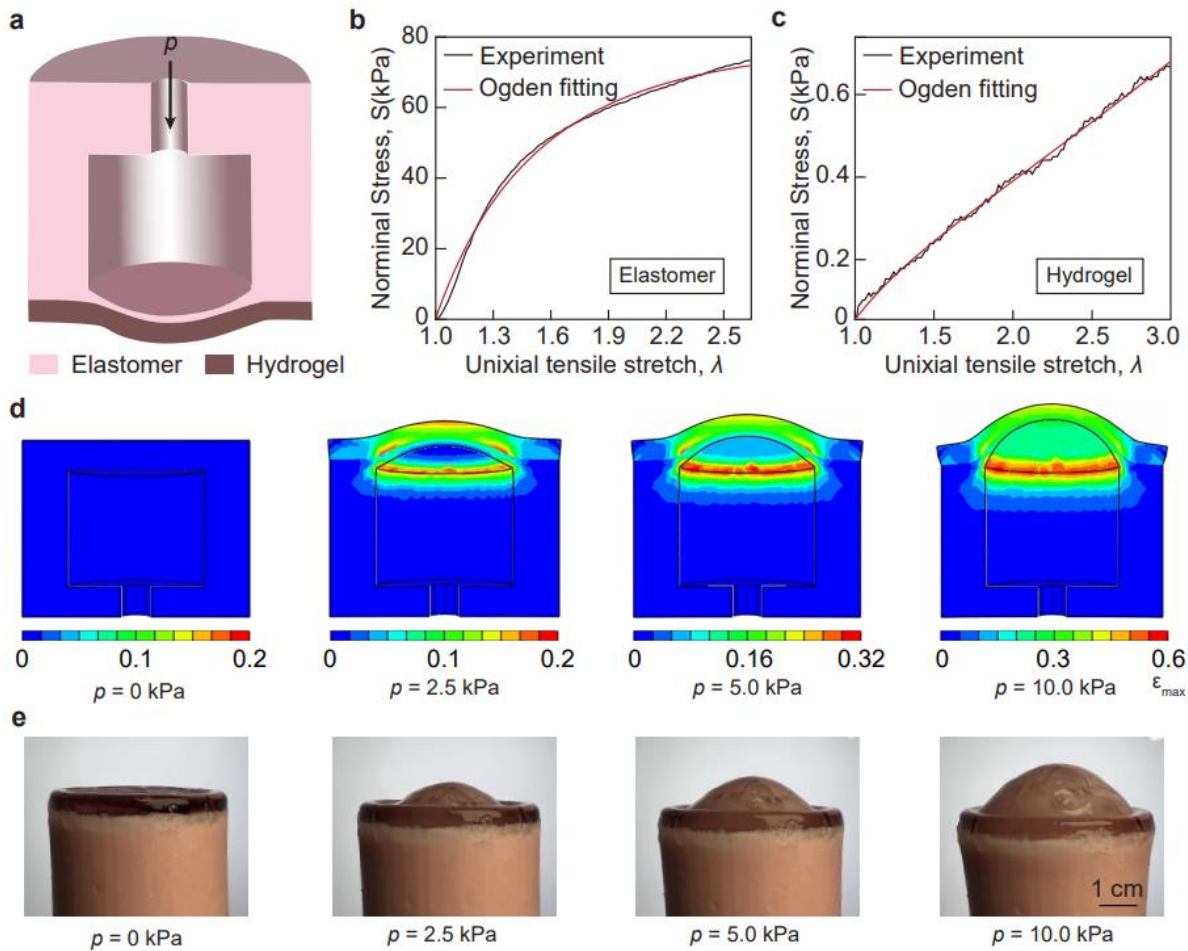 a
p
Elastomer Hydrogel
b
80
60
40
20
0
Norminal Stress, S(kPa)
Experiment
Ogden fitting
Elastomer
1.0 1.3 1.6 1.9 2.2 2.5
Unixial tensile stretch, λ
c
0.6
0.4
0.2
0
Norminal Stress, S(kPa)
Experiment
Ogden fitting
Hydrogel
1.0 1.5 2.0 2.5 3.0
Unixial tensile stretch, λ
d
0 0.1 0.2
p = 0 kPa
0 0.1 0.2
p = 2.5 kPa
0 0.16 0.32
p = 5.0 kPa
0 0.3 0.6
p = 10.0 kPa εmax
e
1 cm
p = 0 kPa p = 2.5 kPa p = 5.0 kPa p = 10.0 kPa